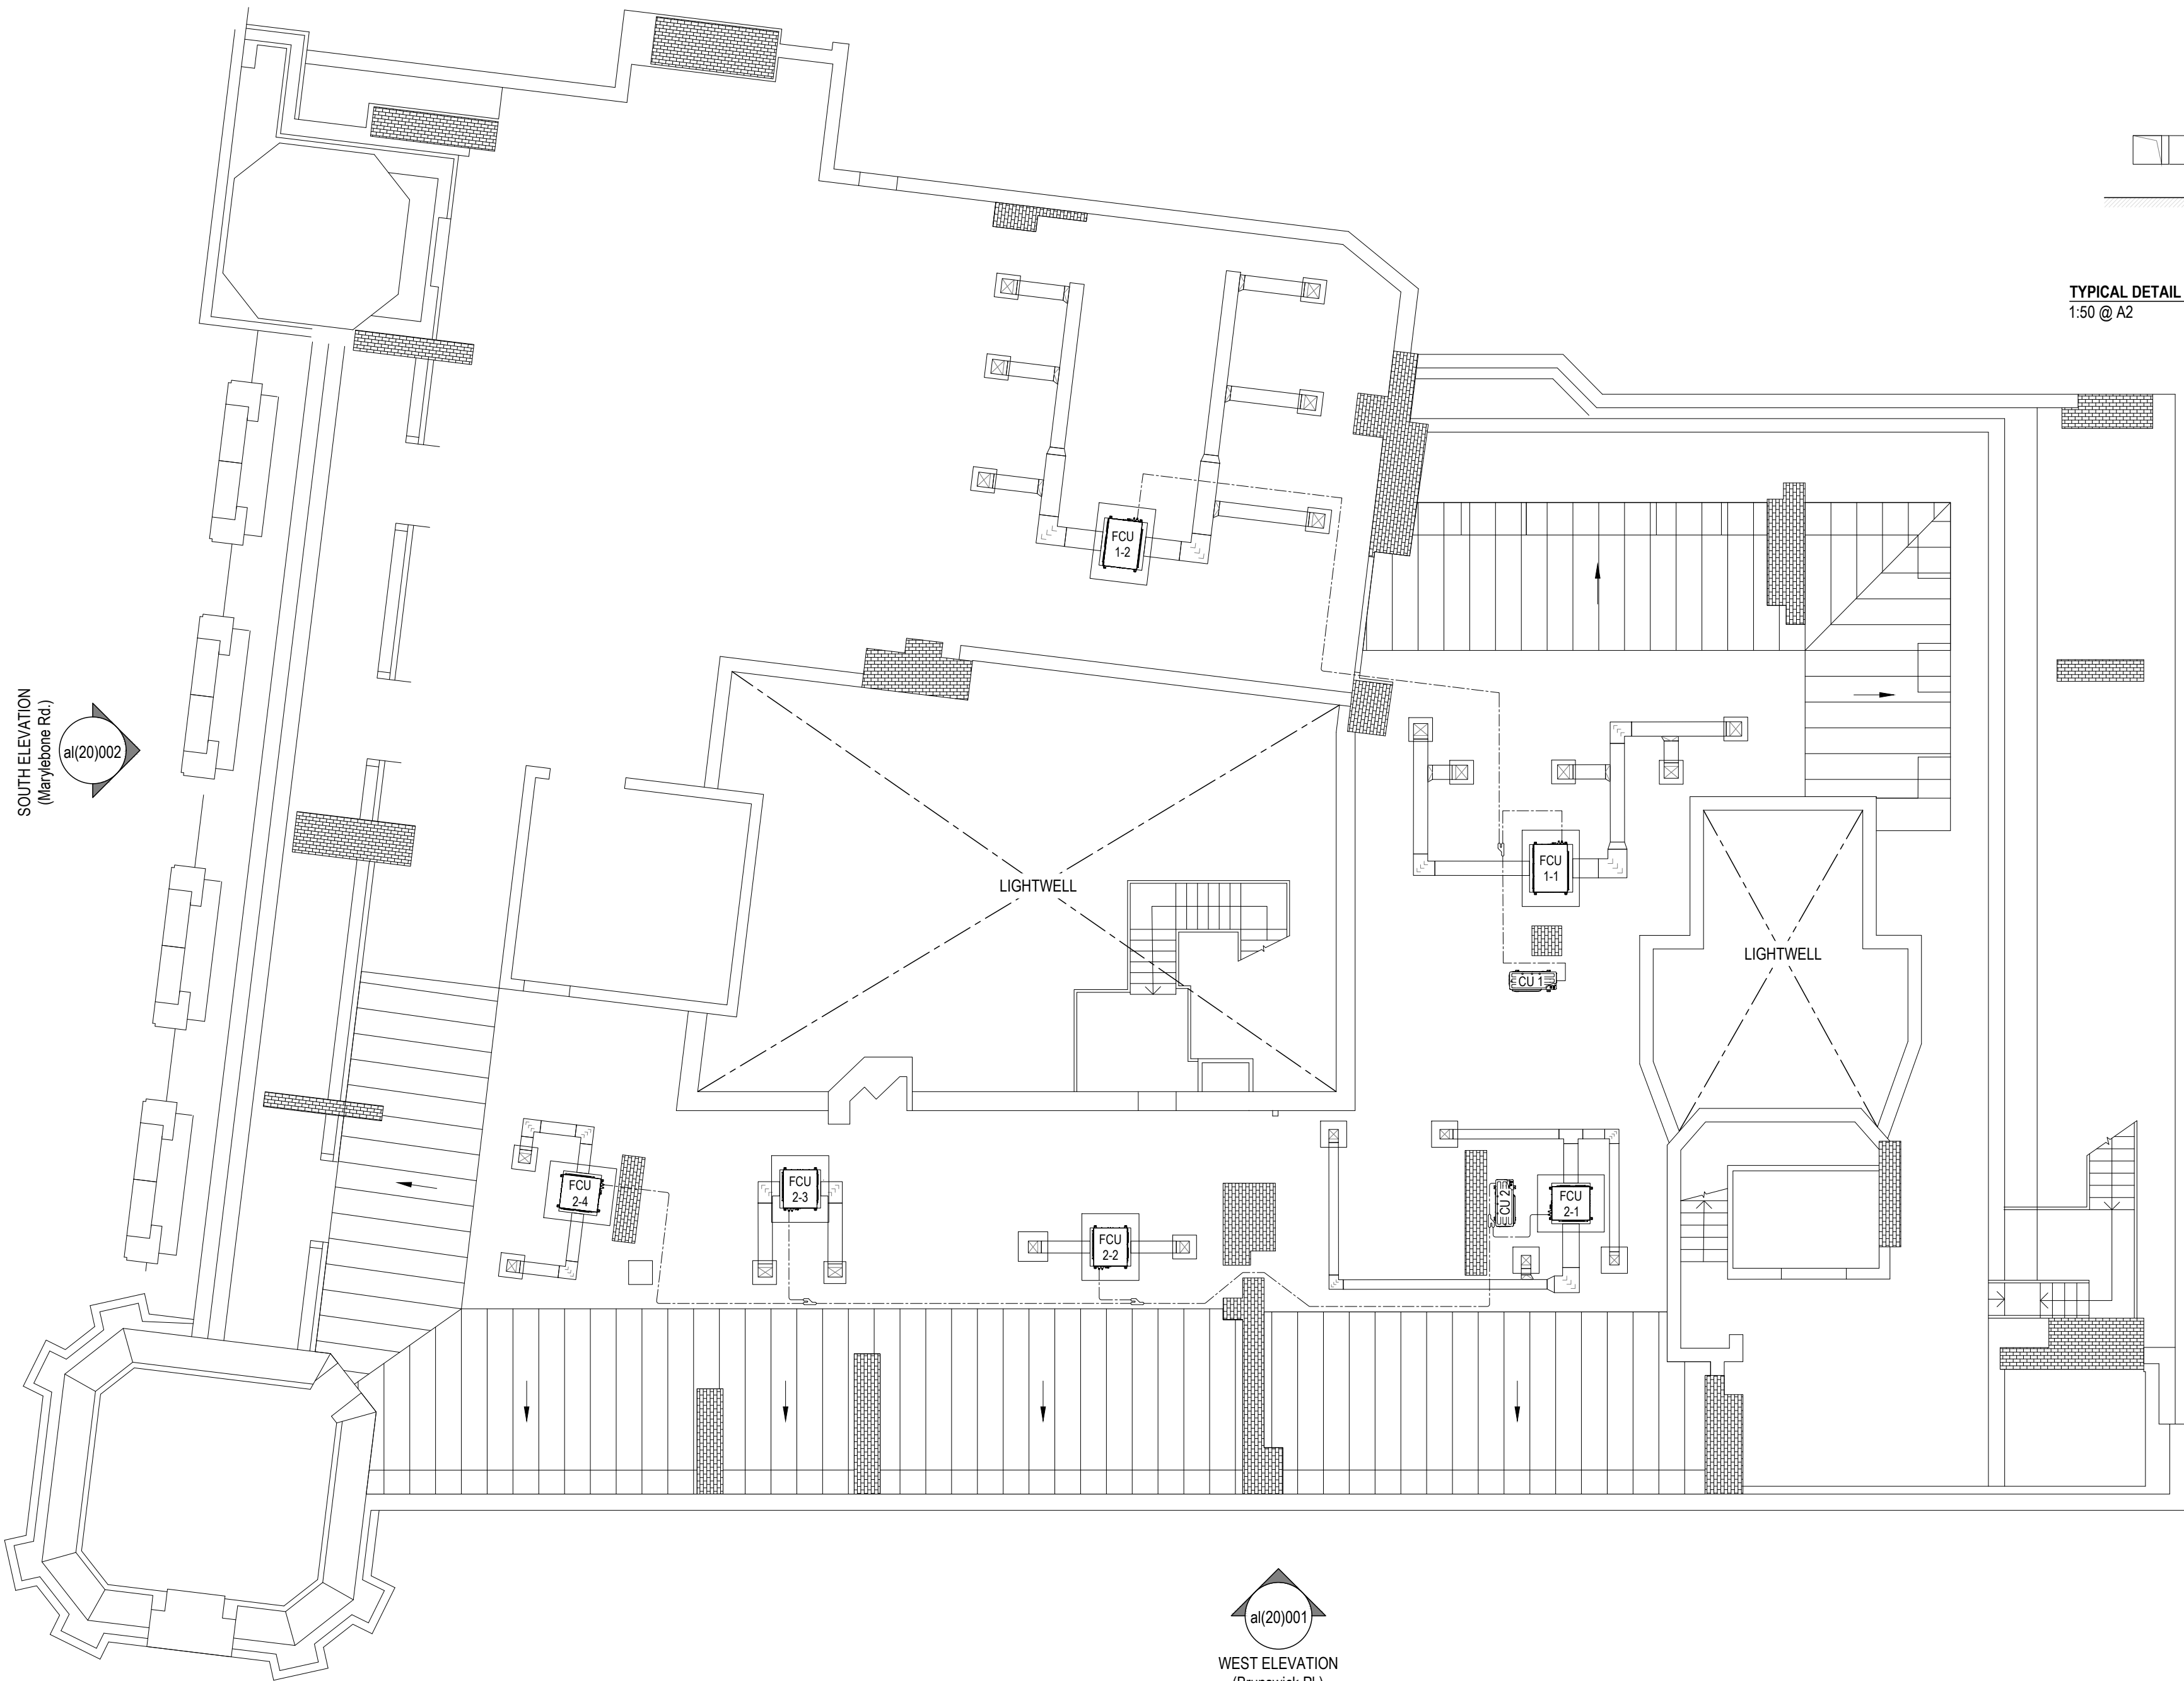 TYPICAL DETAIL
1:50 @ A2
FCU
1-2
SOUTH ELEVATION
(Marylebone Rd.)
al(20)002
LIGHTWELL
FCU
1-1
LIGHTWELL
CU 1
FCU
2-4
FCU
2-3
FCU
2-2
CU 2
FCU
2-1
al(20)001
WEST ELEVATION
(Brunswick Pl.)